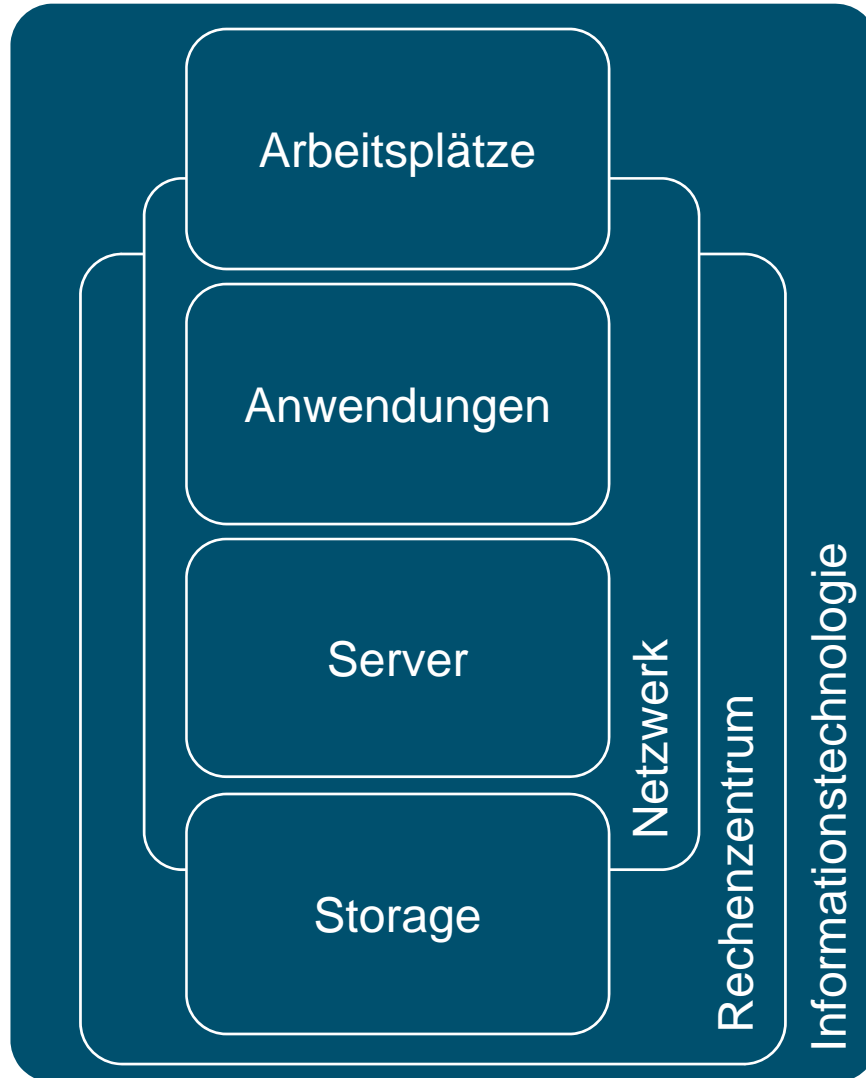 Arbeitsplätze
Anwendungen
Server
Storage
Netzwerk
Rechenzentrum
Informationstechnologie